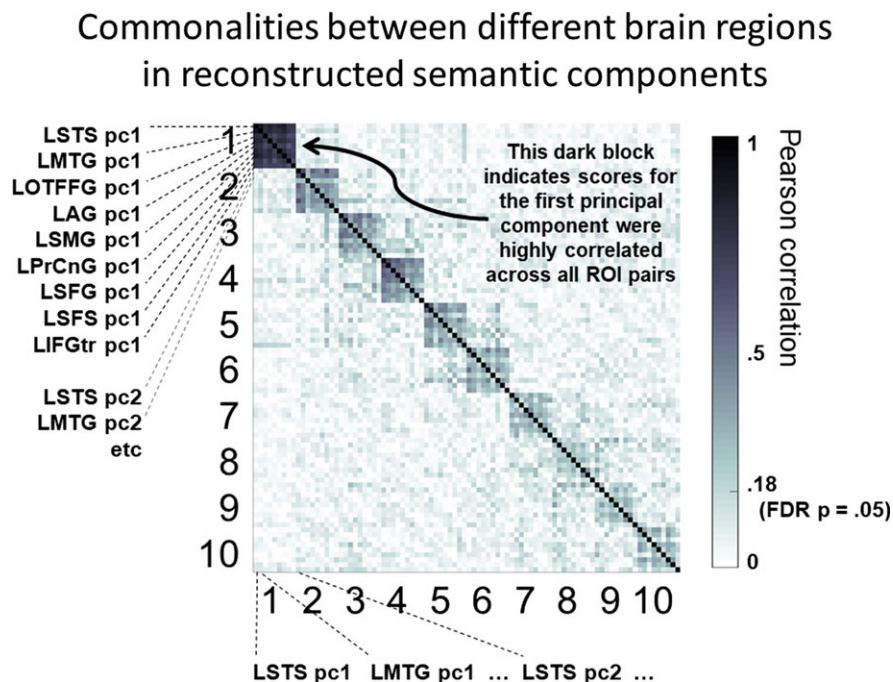 Commonalities between different brain regions
in reconstructed semantic components
LSTS pc1
LMTG pc1
LOTFFG pc1
LAG pc1
LSMG pc1
LPrCnG pc1
LSFG pc1
LSFS pc1
LIFGtr pc1
LSTS pc2
LMTG pc2
etc
1
2
3
4
5
6
7
8
9
10
This dark block
indicates scores for
the first principal
component were
highly correlated
across all ROI pairs
1
.5
.18
(FDR p = .05)
0
Pearson correlation
1 2 3 4 5 6 7 8 9 10
LSTS pc1 LMTG pc1 ... LSTS pc2 ...